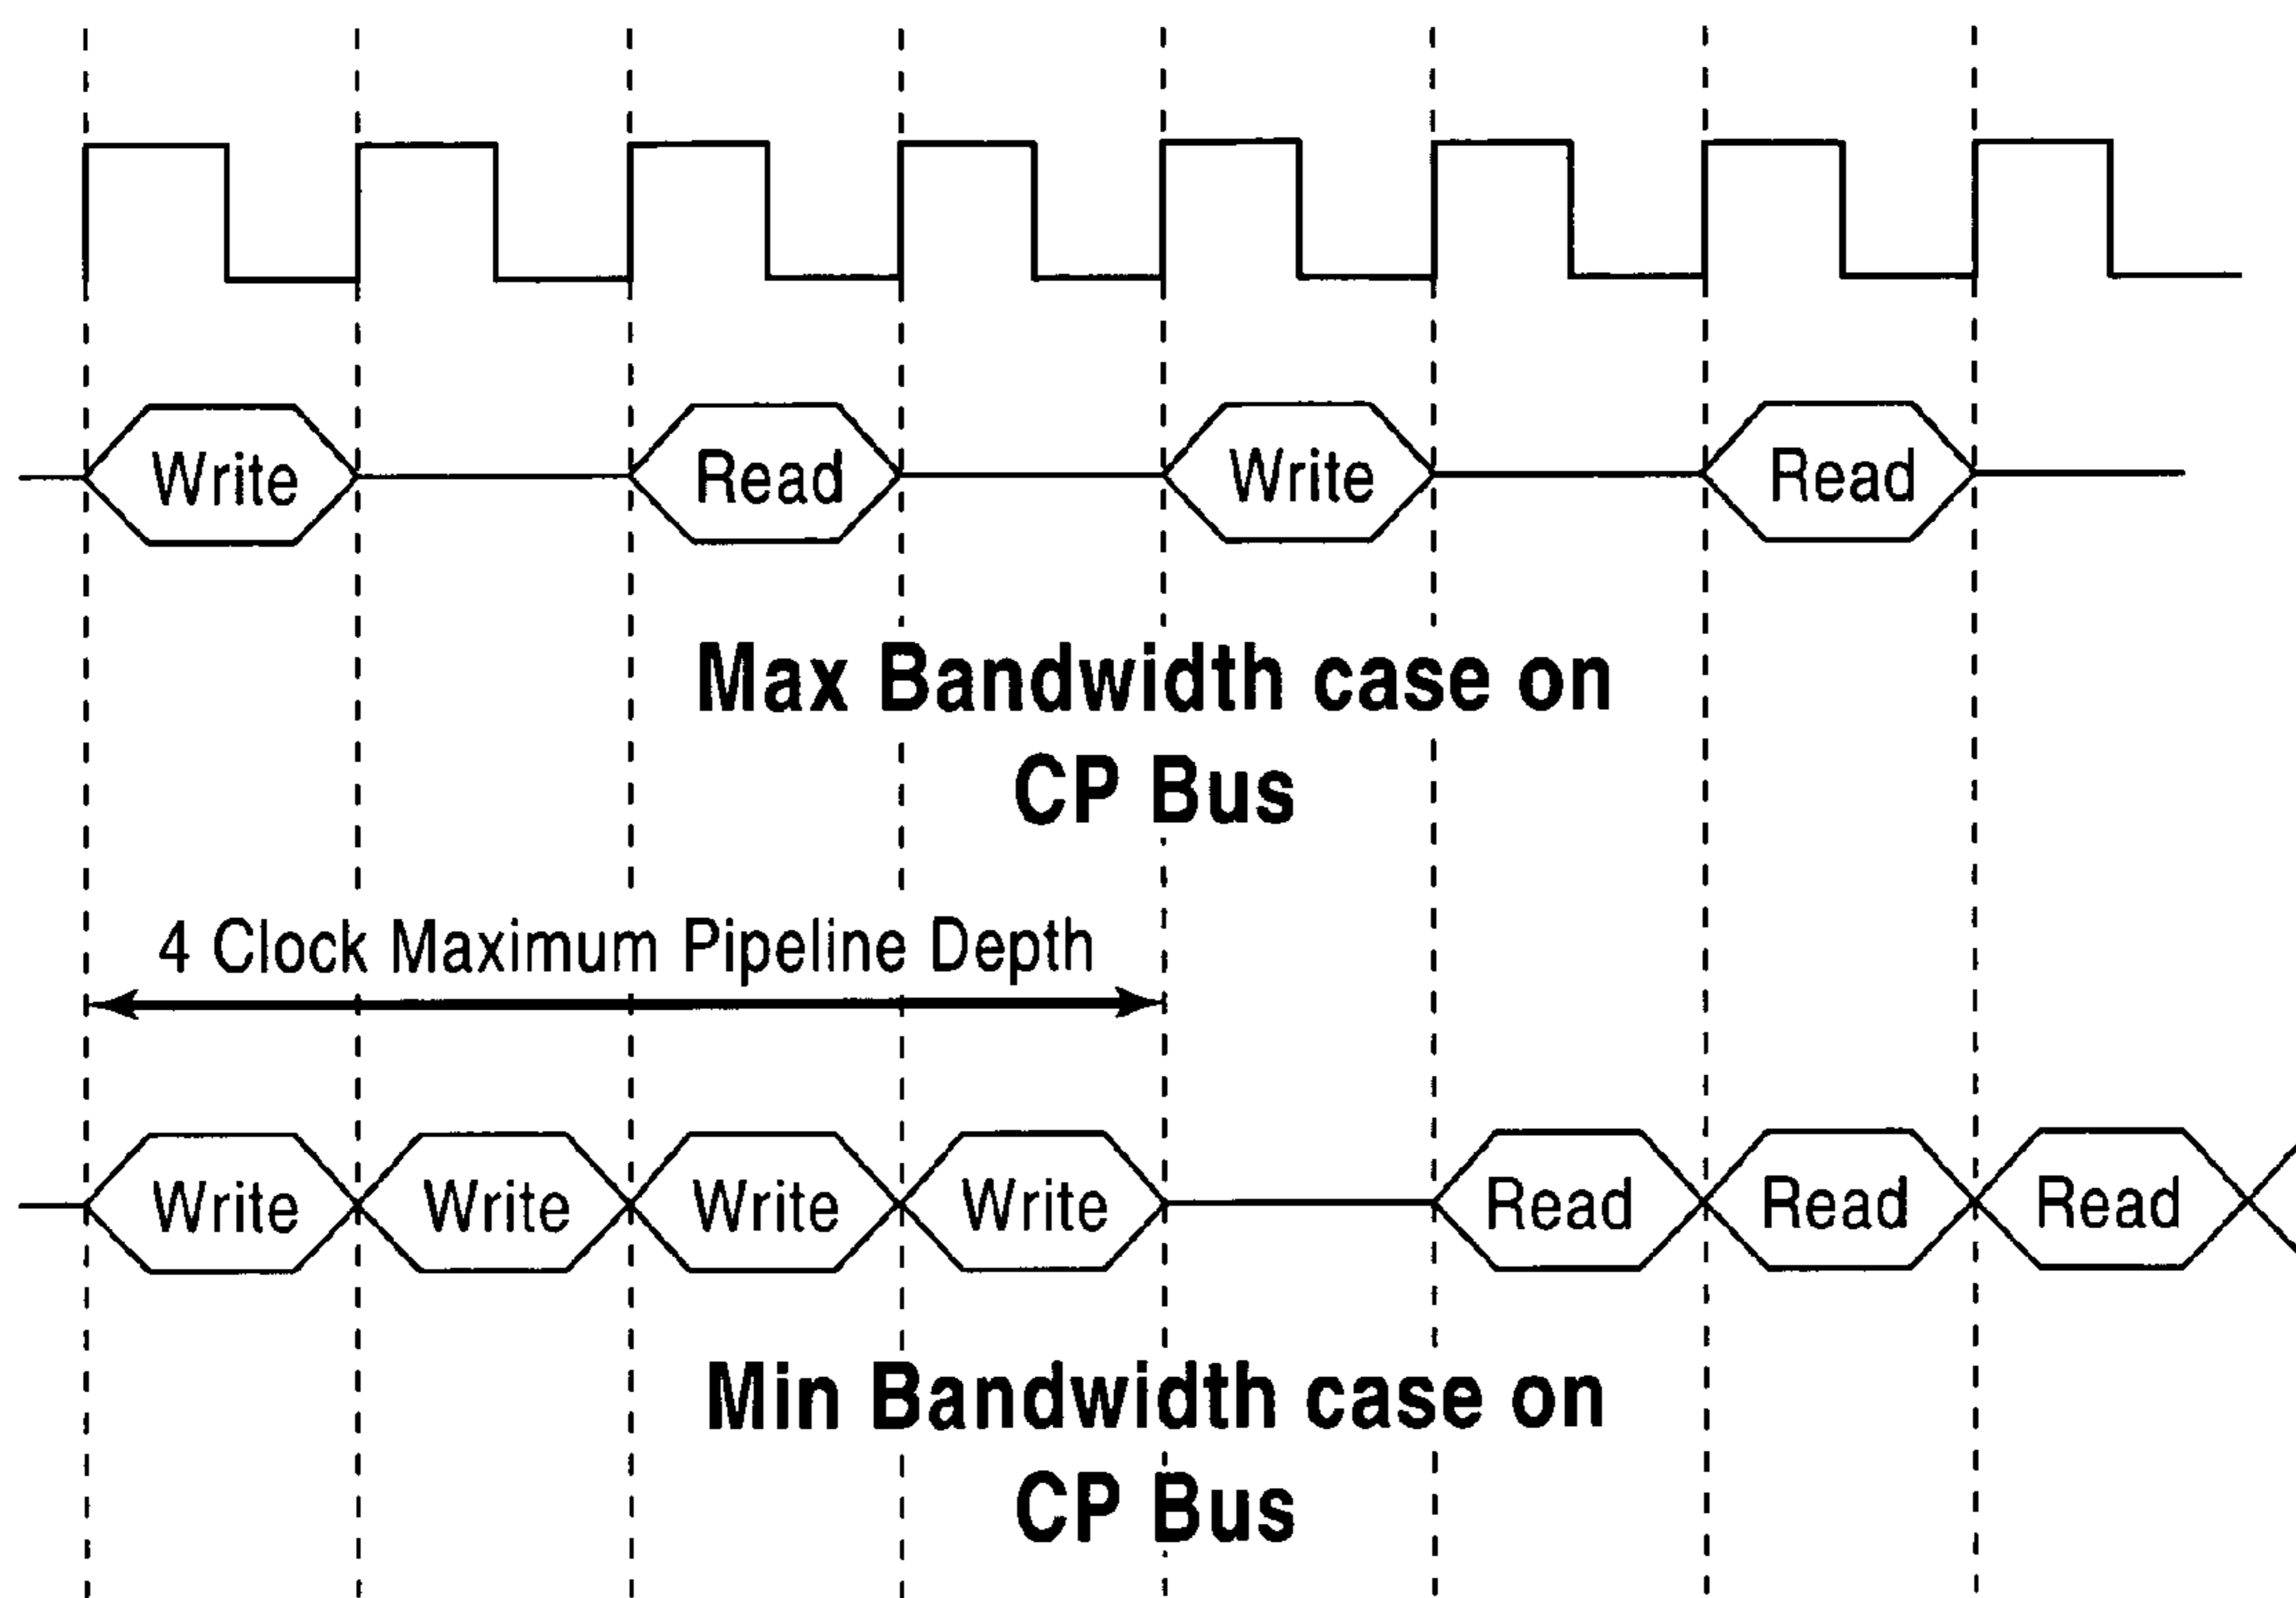 Write Read Write Read
Max Bandwidth case on
CP Bus
4 Clock Maximum Pipeline Depth
Write Write Write Write Read Read Read
Min Bandwidth case on
CP Bus